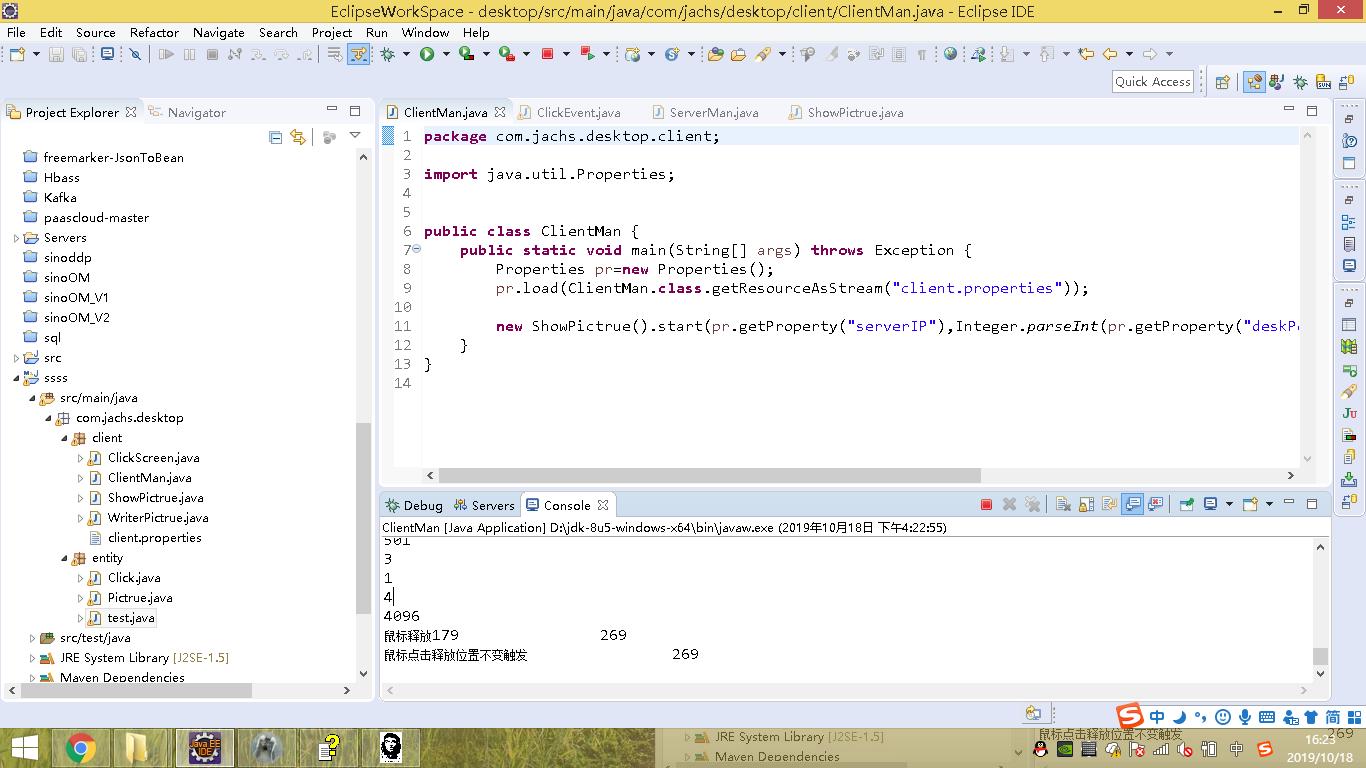 EclipseWorkSpace - desktop/src/main/java/com/jachs/desktop/client/ClientMan.java - Eclipse IDE
File Edit Source Refactor Navigate Search Project Run Window Help
Quick Access
Project Explorer Navigator
freemarker-JsonToBean
Hbass
Kafka
paascloud-master
Servers
sinoddp
sinoOM
sinoOM_V1
sinoOM_V2
sql
src
ssss
src/main/java
com.jachs.desktop
client
ClickScreen.java
ClientMan.java
ShowPictrue.java
WriterPictrue.java
client.properties
entity
Click.java
Pictrue.java
test.java
src/test/java
JRE System Library [J2SE-1.5]
Maven Dependencies
ClientMan.java ClickEvent.java ServerMan.java ShowPictrue.java
1 package com.jachs.desktop.client;
2
3 import java.util.Properties;
4
5
6 public class ClientMan {
7 public static void main(String[] args) throws Exception {
8 Properties pr=new Properties();
9 pr.load(ClientMan.class.getResourceAsStream("client.properties"));
10
11 new ShowPictrue().start(pr.getProperty("serverIP"),Integer.parseInt(pr.getProperty("deskPo
12 }
13 }
14
Debug Servers Console
ClientMan [Java Application] D:\jdk-8u5-windows-x64\bin\javaw.exe (2019年10月18日 下午4:22:55)
501
3
1
4
4096
鼠标释放179 269
鼠标点击释放位置不变触发 269
中 简
Java EE IDE
JRE System Library [J2SE-1.5]
Maven Dependencies
鼠标点击释放位置不变触发 269
中
16:23
2019/10/18